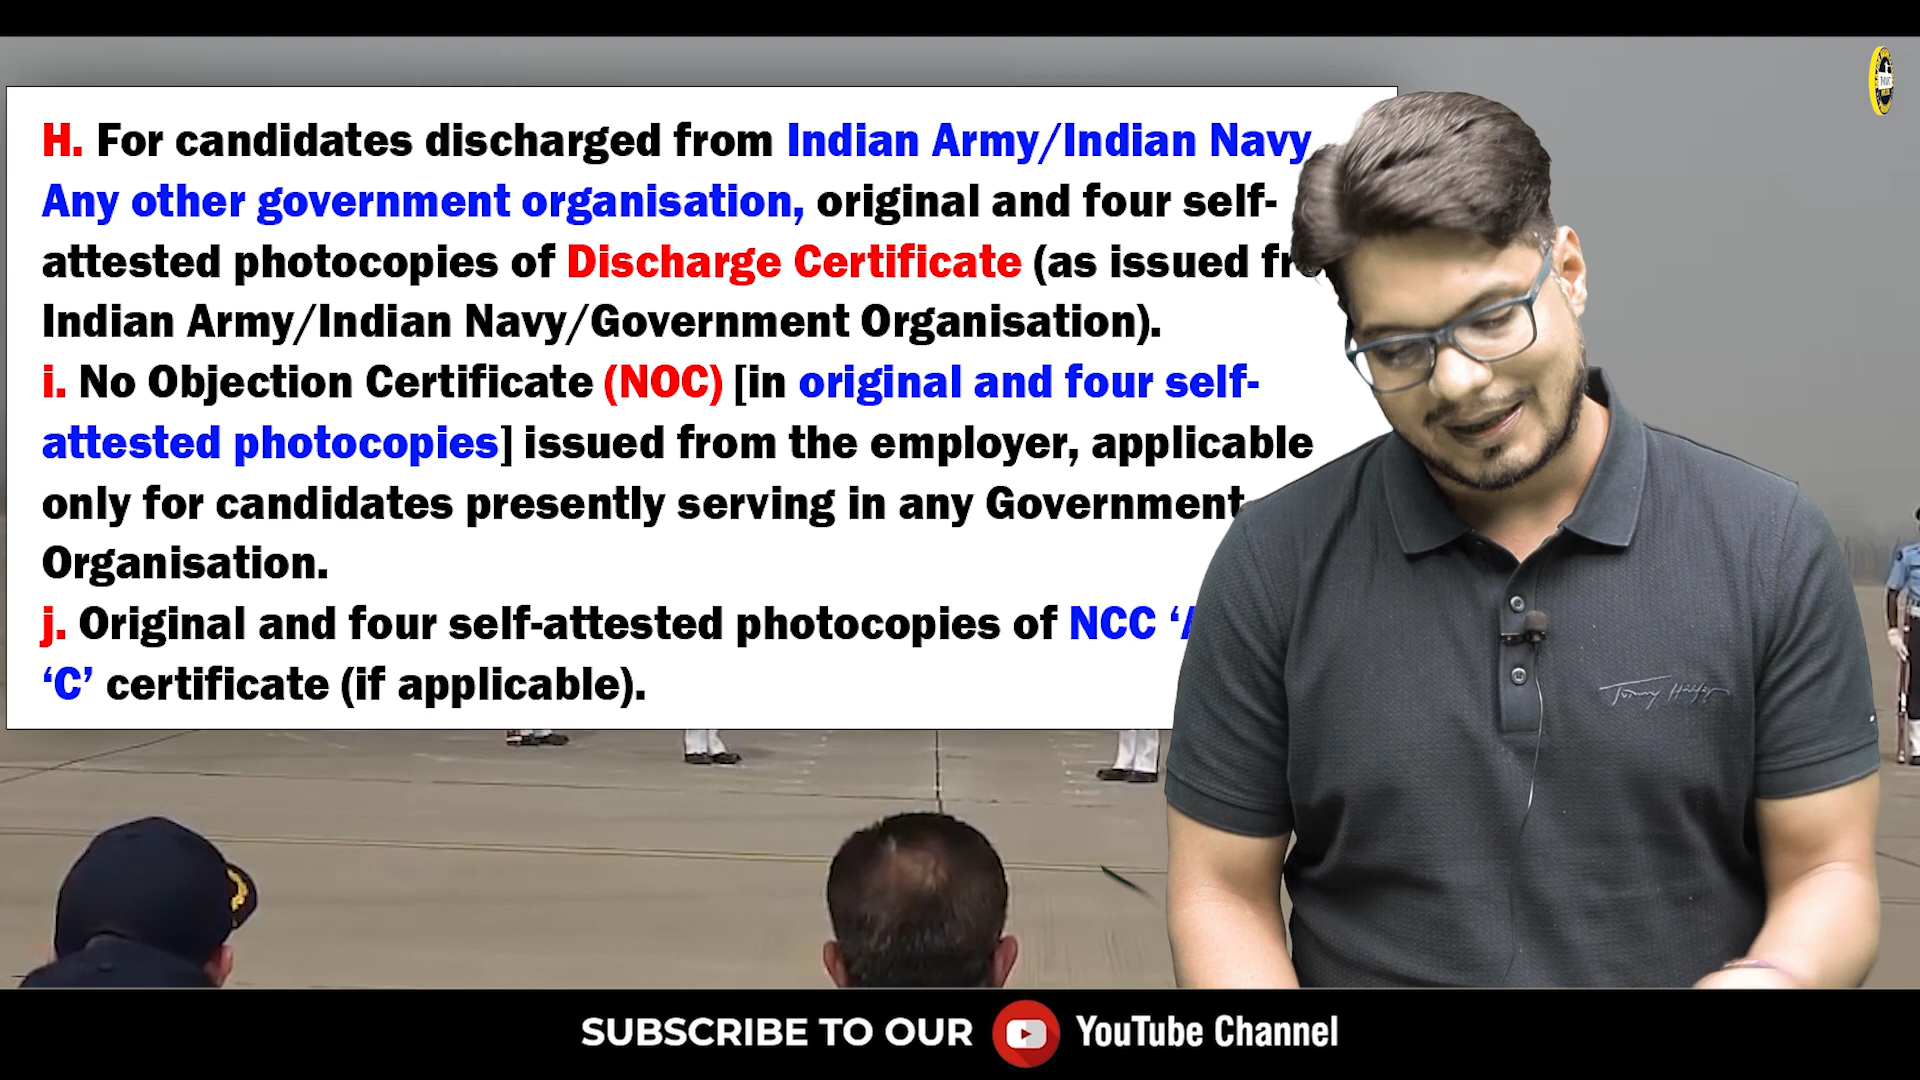 H. For candidates discharged from Indian Army/Indian Navy
Any other government organisation, original and four self-
attested photocopies of Discharge Certificate (as issued
Indian Army/Indian Navy/Government Organisation).
i. No Objection Certificate (NOC) [in original and four self-
attested photocopies] issued from the employer, applicable
only for candidates presently serving in any Government
Organisation.
j. Original and four self-attested photocopies of NCC
‘C’ certificate (if applicable).
Tommy Hilfiger
SUBSCRIBE TO OUR YouTube Channel